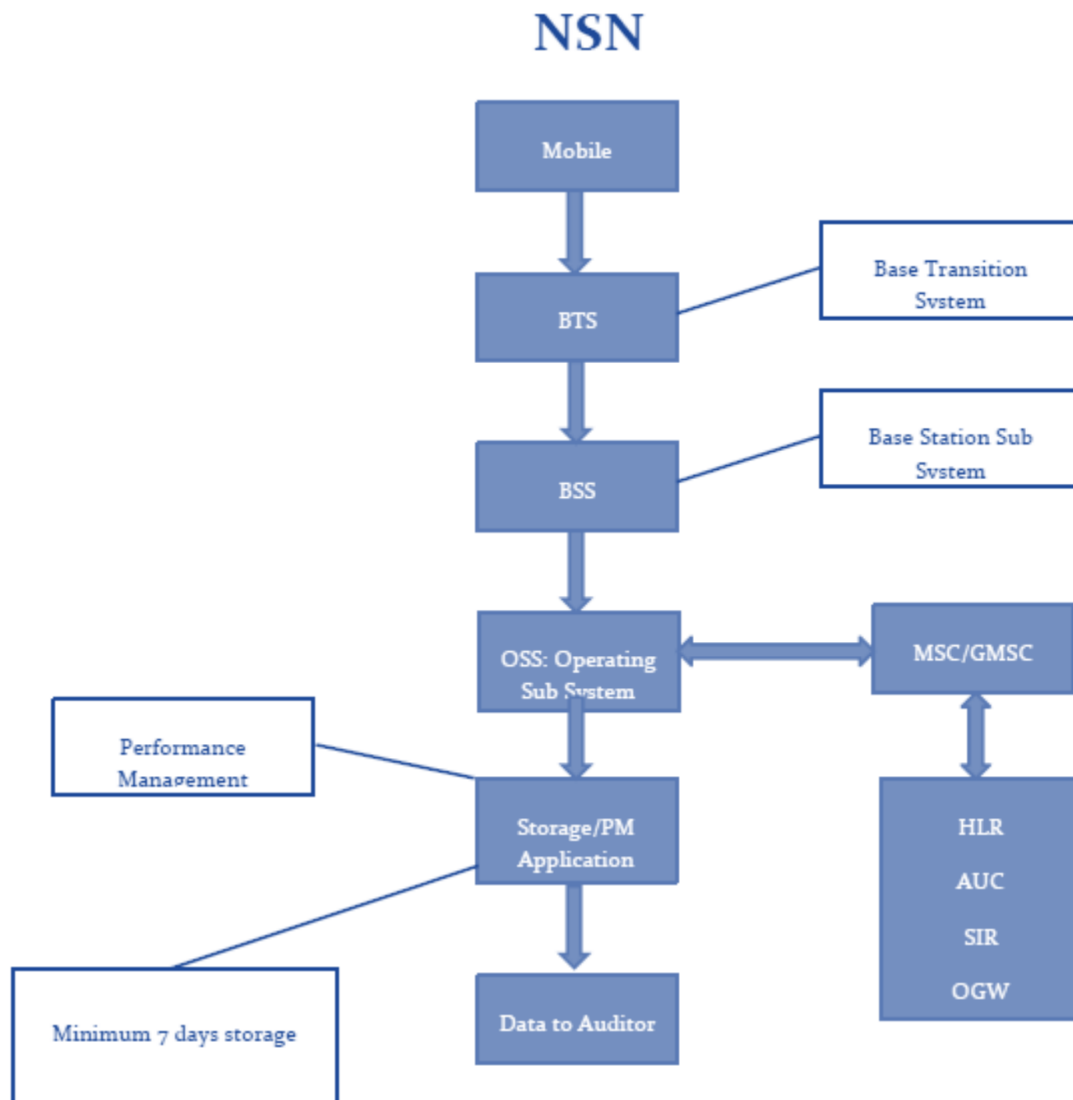 NSN
Mobile
BTS
Base Transition
System
BSS
Base Station Sub
System
OSS: Operating
Sub System
MSC/GMSC
Performance
Management
Storage/PM
Application
HLR
AUC
SIR
OGW
Minimum 7 days storage
Data to Auditor